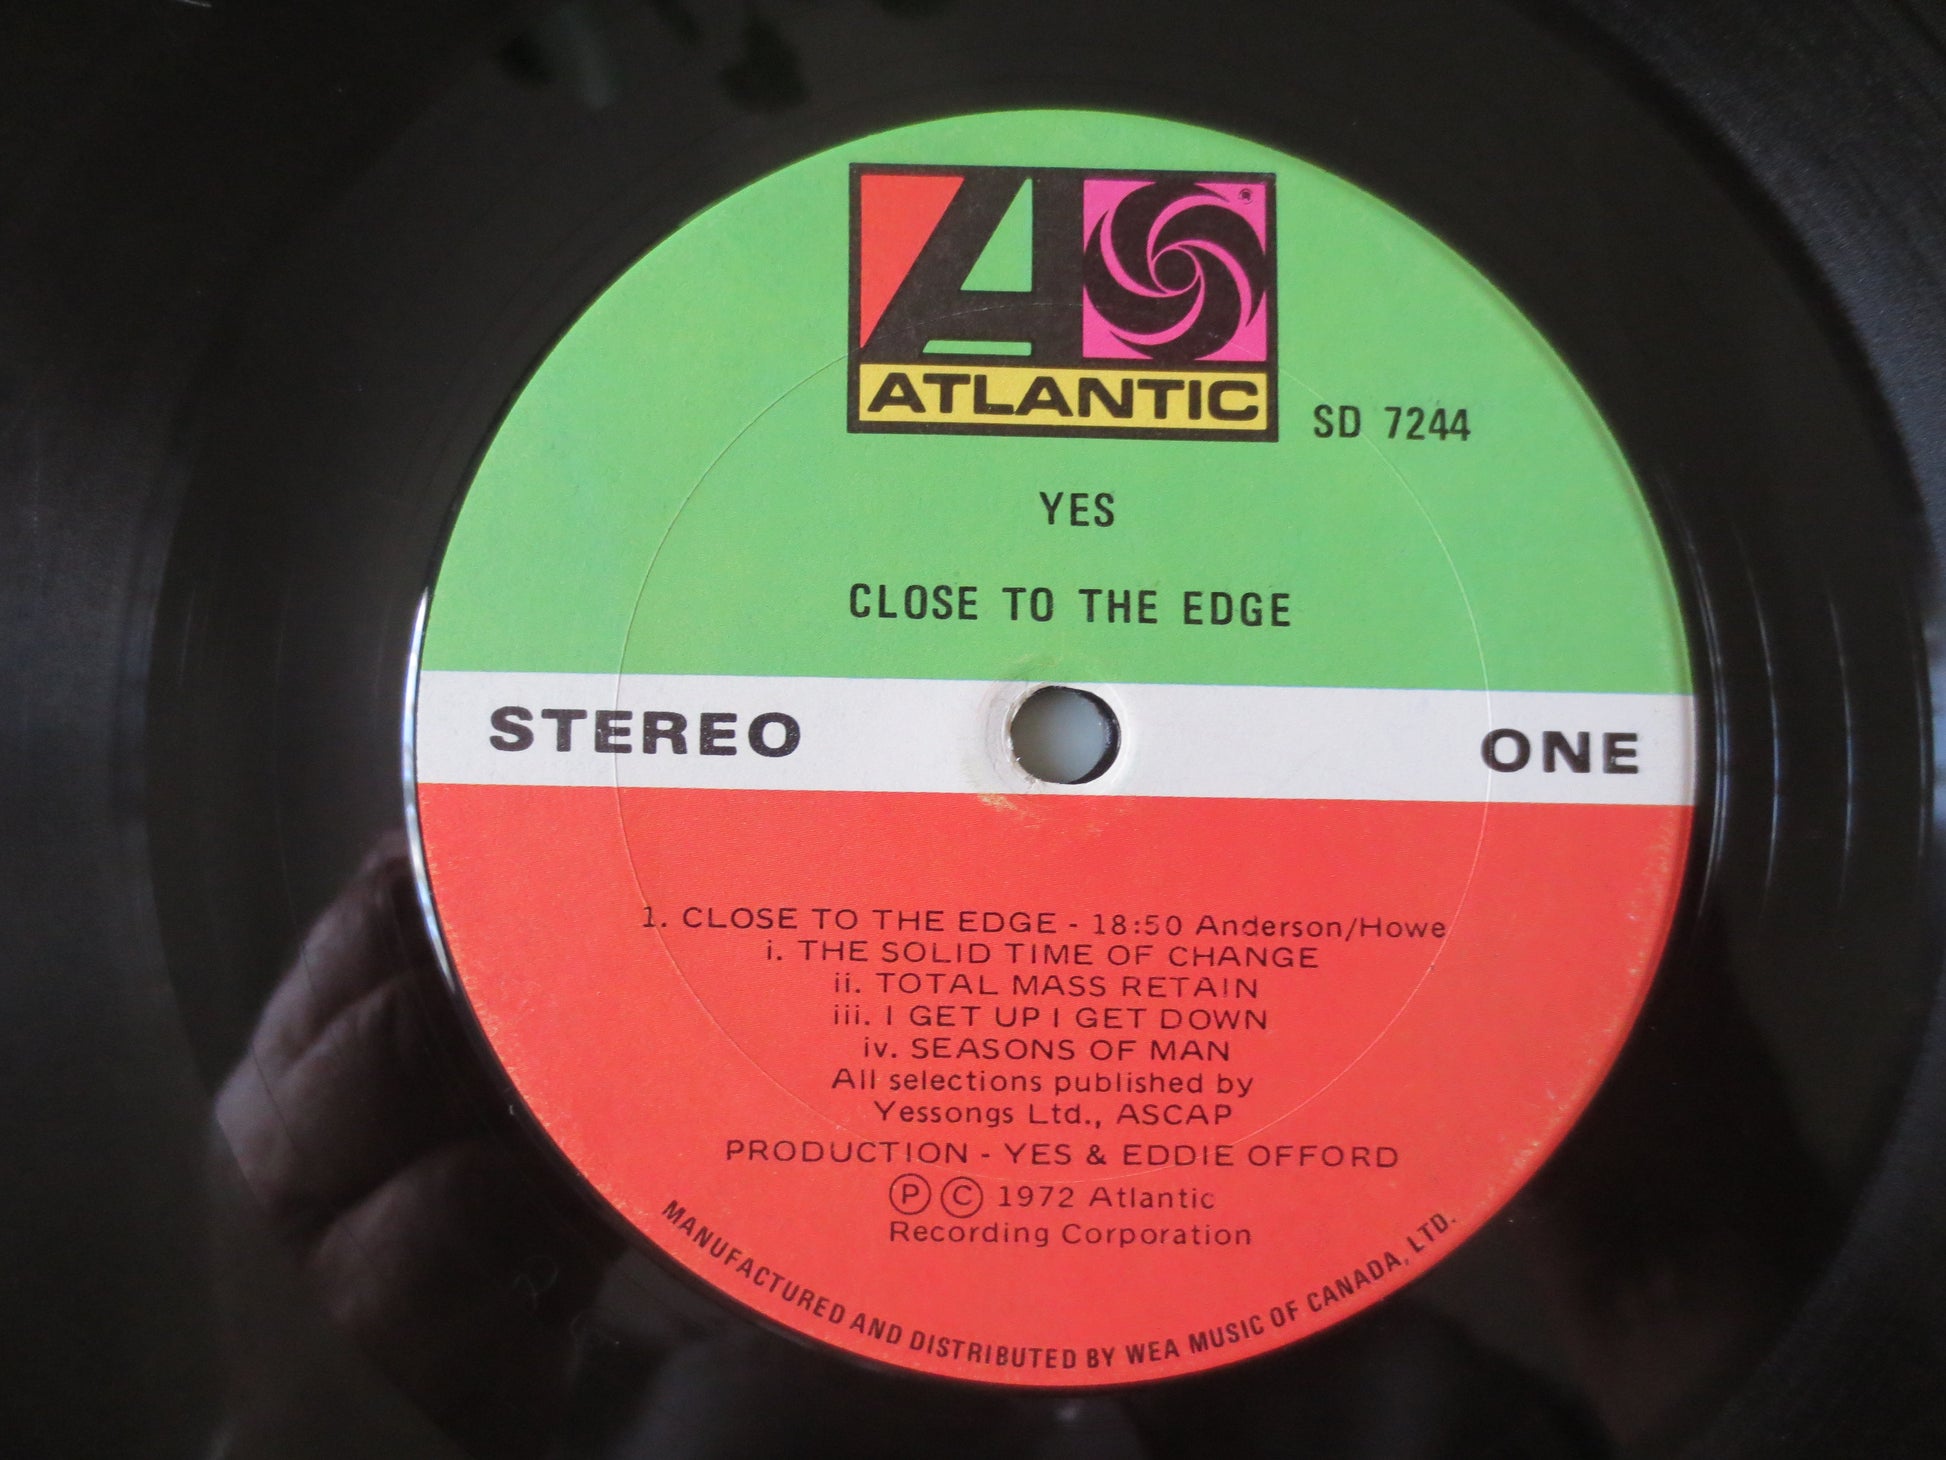 ATLANTIC
SD 7244
YES
CLOSE TO THE EDGE
STEREO
ONE
1. CLOSE TO THE EDGE - 18:50 Anderson/Howe
i. THE SOLID TIME OF CHANGE
ii. TOTAL MASS RETAIN
iii. I GET UP I GET DOWN
iv. SEASONS OF MAN
All selections published by
Yessongs Ltd., ASCAP
PRODUCTION - YES & EDDIE OFFORD
Ⓟ Ⓒ 1972 Atlantic
Recording Corporation
MANUFACTURED AND DISTRIBUTED BY WEA MUSIC OF CANADA, LTD.